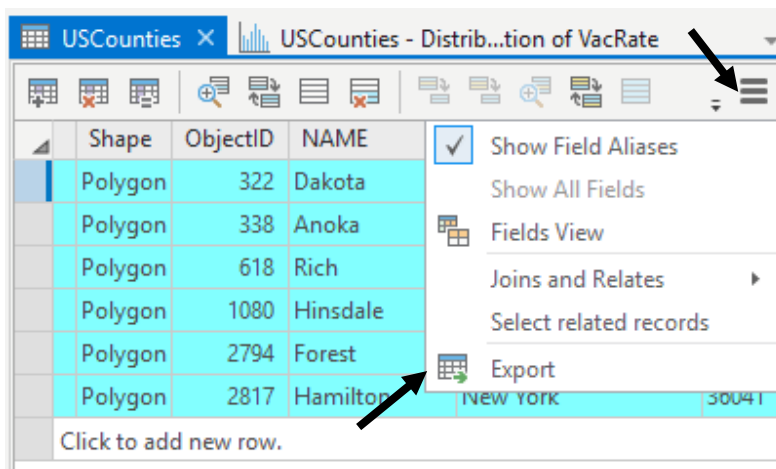 USCounties × USCounties - Distrib...tion of VacRate
Shape ObjectID NAME
Polygon 322 Dakota
Polygon 338 Anoka
Polygon 618 Rich
Polygon 1080 Hinsdale
Polygon 2794 Forest
Polygon 2817 Hamilton New York 36041
Click to add new row.
Show Field Aliases
Show All Fields
Fields View
Joins and Relates
Select related records
Export